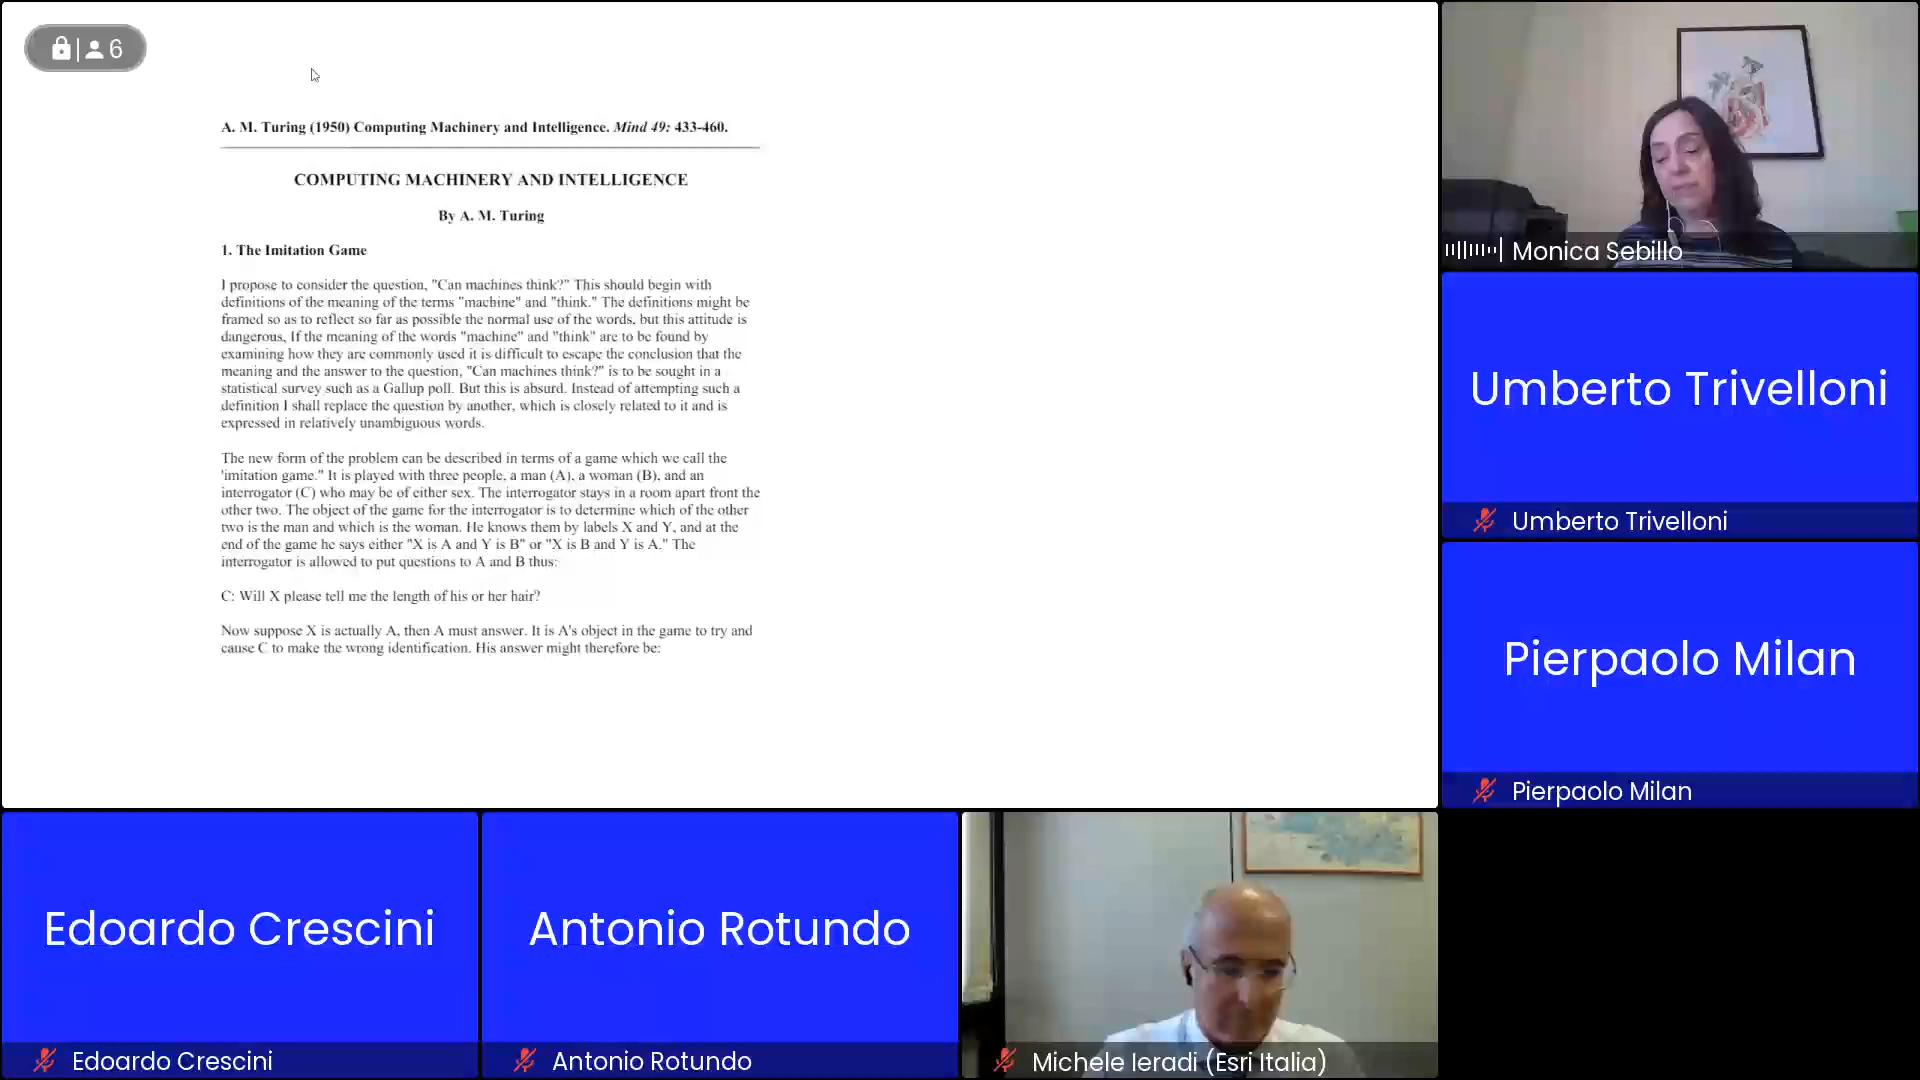 6
A. M. Turing (1950) Computing Machinery and Intelligence. Mind 49: 433-460.
COMPUTING MACHINERY AND INTELLIGENCE
By A. M. Turing
1. The Imitation Game
I propose to consider the question, "Can machines think?" This should begin with
definitions of the meaning of the terms "machine" and "think." The definitions might be
framed so as to reflect so far as possible the normal use of the words, but this attitude is
dangerous, If the meaning of the words "machine" and "think" are to be found by
examining how they are commonly used it is difficult to escape the conclusion that the
meaning and the answer to the question, "Can machines think?" is to be sought in a
statistical survey such as a Gallup poll. But this is absurd. Instead of attempting such a
definition I shall replace the question by another, which is closely related to it and is
expressed in relatively unambiguous words.
The new form of the problem can be described in terms of a game which we call the
'imitation game." It is played with three people, a man (A), a woman (B), and an
interrogator (C) who may be of either sex. The interrogator stays in a room apart front the
other two. The object of the game for the interrogator is to determine which of the other
two is the man and which is the woman. He knows them by labels X and Y, and at the
end of the game he says either "X is A and Y is B" or "X is B and Y is A." The
interrogator is allowed to put questions to A and B thus:
C: Will X please tell me the length of his or her hair?
Now suppose X is actually A, then A must answer. It is A's object in the game to try and
cause C to make the wrong identification. His answer might therefore be:
Monica Sebillo
Umberto Trivelloni
Umberto Trivelloni
Pierpaolo Milan
Pierpaolo Milan
Edoardo Crescini
Edoardo Crescini
Antonio Rotundo
Antonio Rotundo
Michele Ieradi (Esri Italia)